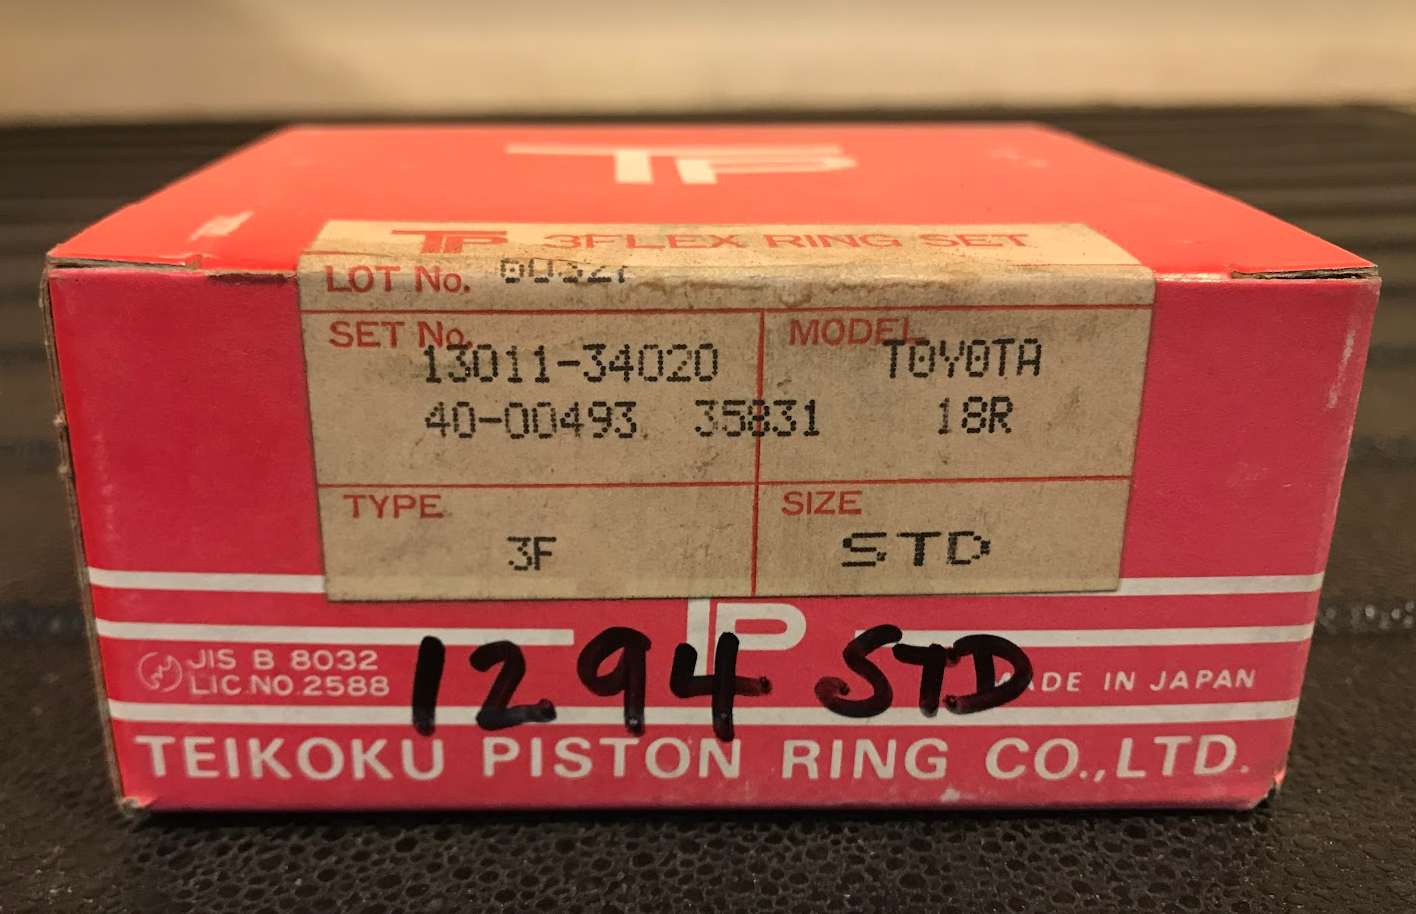 TP
TP 3FLEX RING SET
LOT No.
SET No. MODEL
13011-34020 TOYOTA
40-00493 35831 18R
TYPE SIZE
3F STD
TP
JIS B 8032
LIC.NO.2588
1294 STD
MADE IN JAPAN
TEIKOKU PISTON RING CO.,LTD.